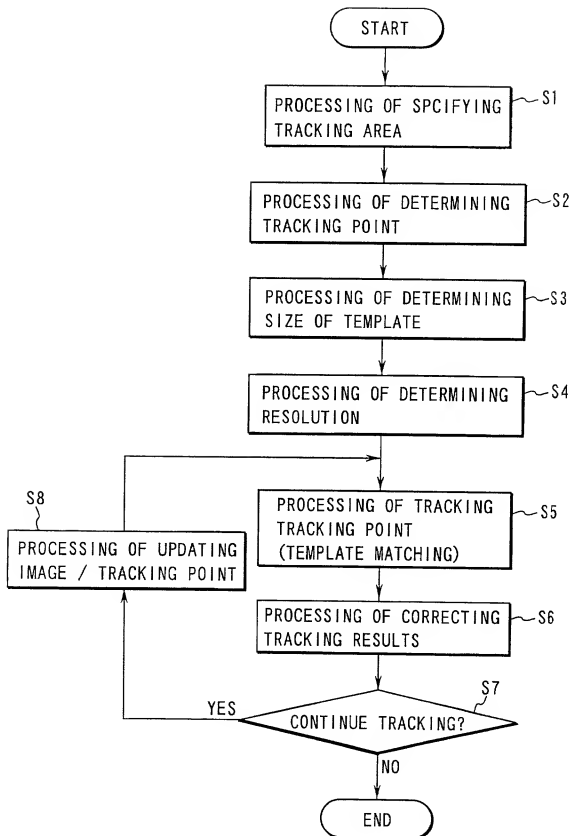 START
PROCESSING OF SPCIFYING
TRACKING AREA
S1
PROCESSING OF DETERMINING
TRACKING POINT
S2
PROCESSING OF DETERMINING
SIZE OF TEMPLATE
S3
PROCESSING OF DETERMINING
RESOLUTION
S4
PROCESSING OF TRACKING
TRACKING POINT
(TEMPLATE MATCHING)
S5
S8
PROCESSING OF UPDATING
IMAGE / TRACKING POINT
PROCESSING OF CORRECTING
TRACKING RESULTS
S6
S7
YES
CONTINUE TRACKING?
NO
END